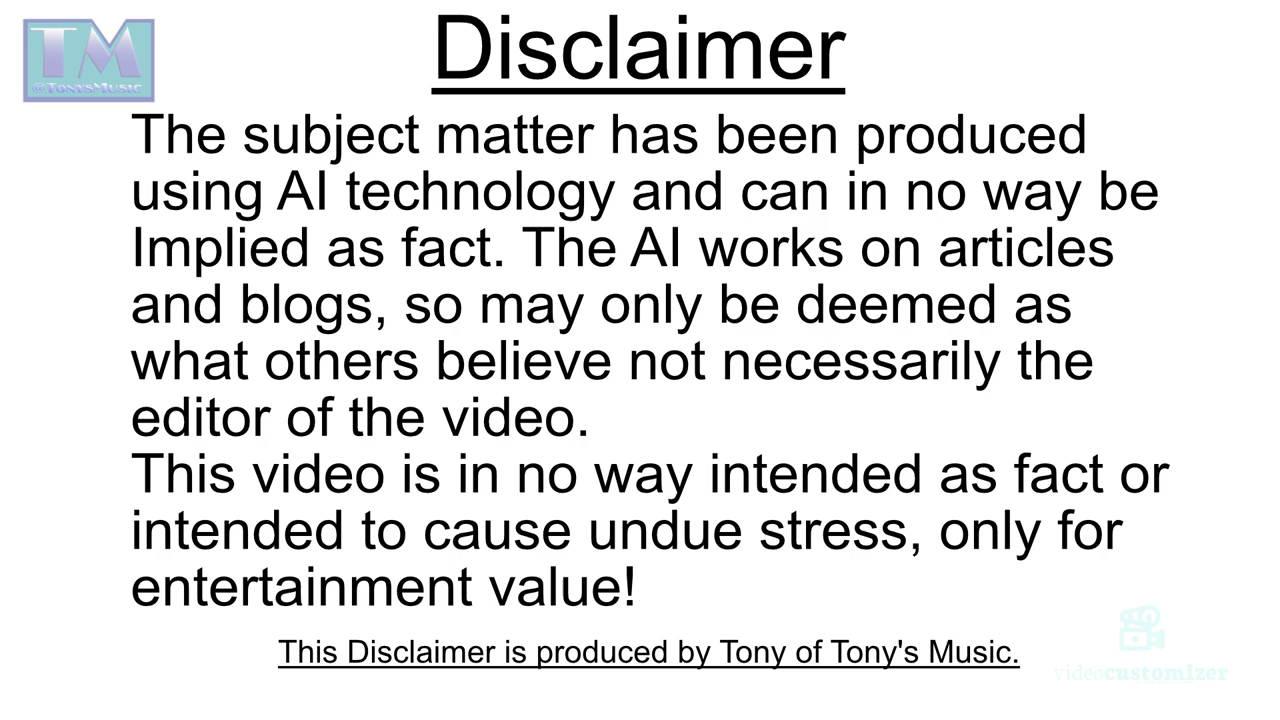 Disclaimer
TM
@TonysMusic
The subject matter has been produced
using AI technology and can in no way be
Implied as fact. The AI works on articles
and blogs, so may only be deemed as
what others believe not necessarily the
editor of the video.
This video is in no way intended as fact or
intended to cause undue stress, only for
entertainment value!
This Disclaimer is produced by Tony of Tony's Music.
videocustomizer